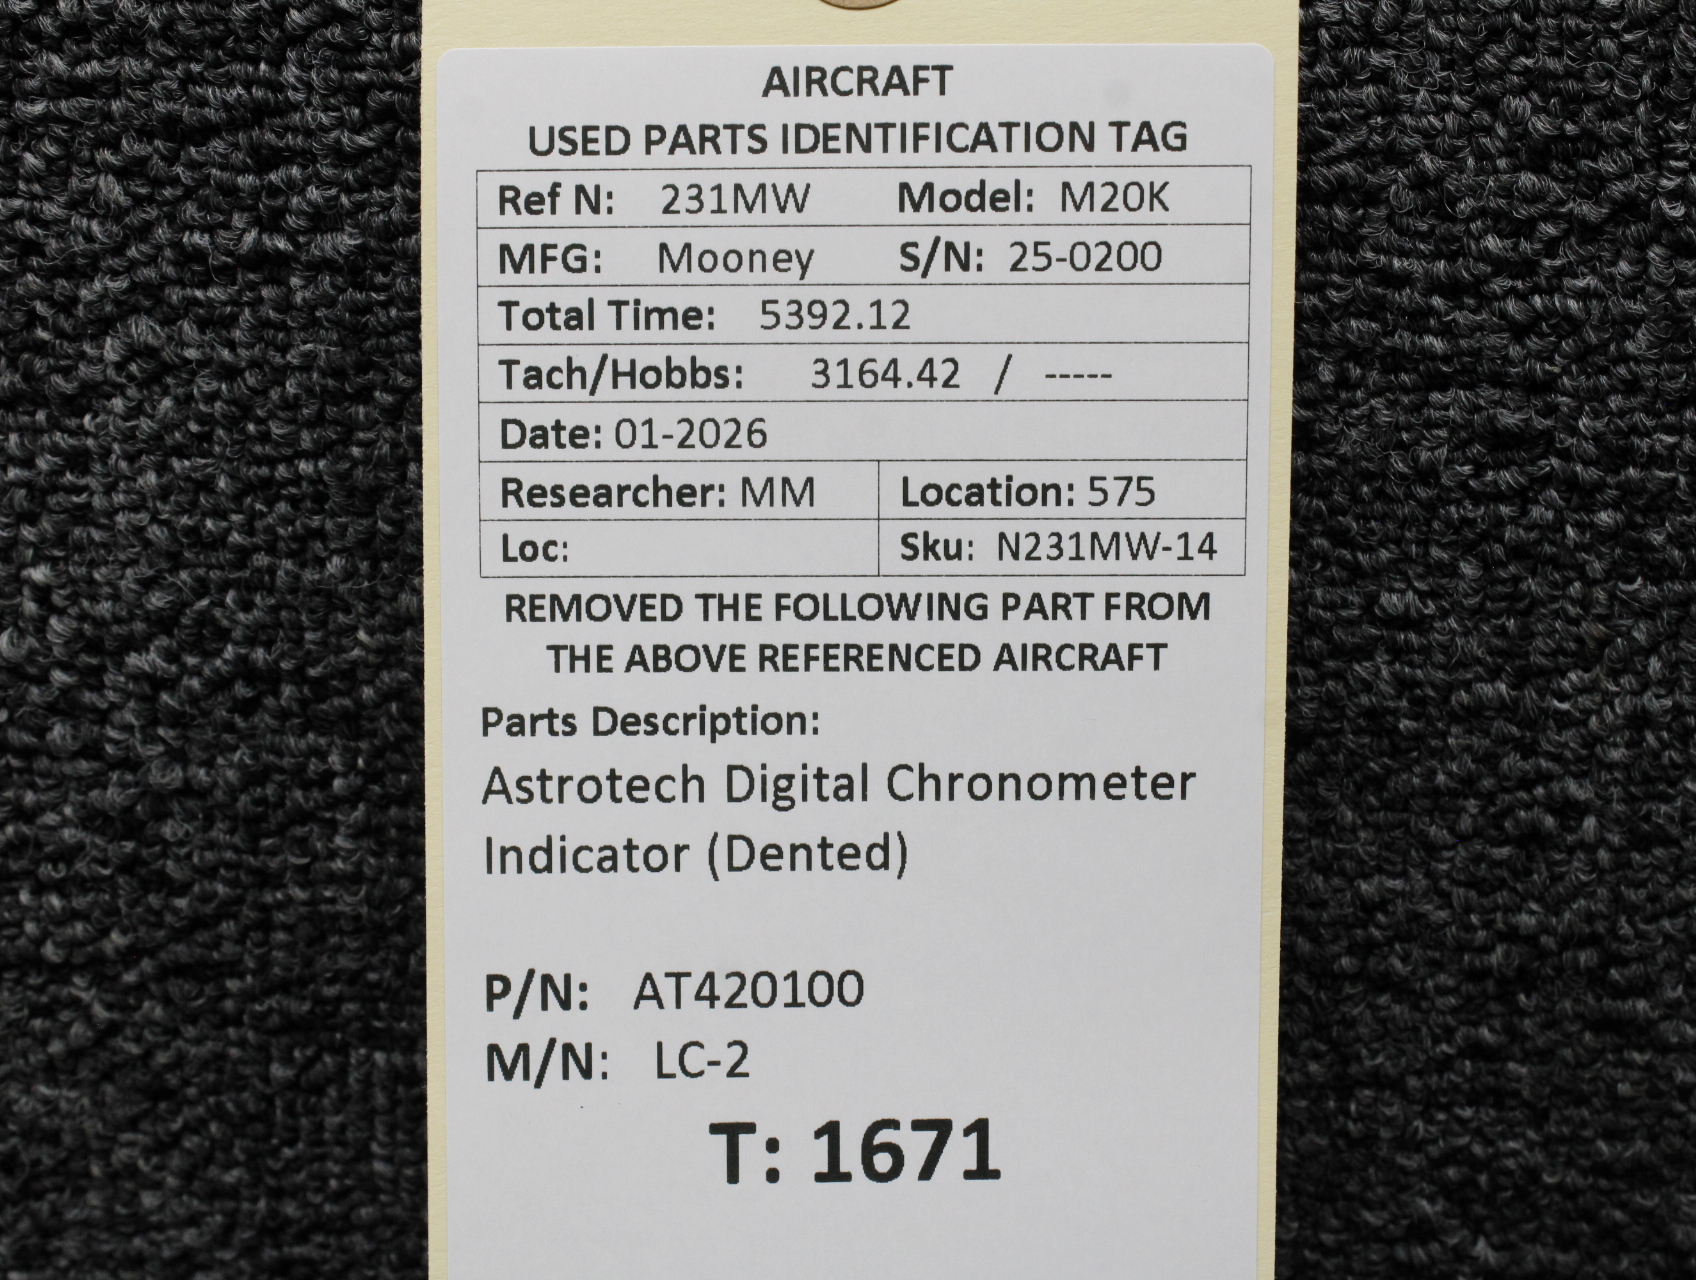 AIRCRAFT
USED PARTS IDENTIFICATION TAG
Ref N: 231MW Model: M20K
MFG: Mooney S/N: 25-0200
Total Time: 5392.12
Tach/Hobbs: 3164.42 / -----
Date: 01-2026
Researcher: MM Location: 575
Loc: Sku: N231MW-14
REMOVED THE FOLLOWING PART FROM
THE ABOVE REFERENCED AIRCRAFT
Parts Description:
Astrotech Digital Chronometer
Indicator (Dented)
P/N: AT420100
M/N: LC-2
T: 1671